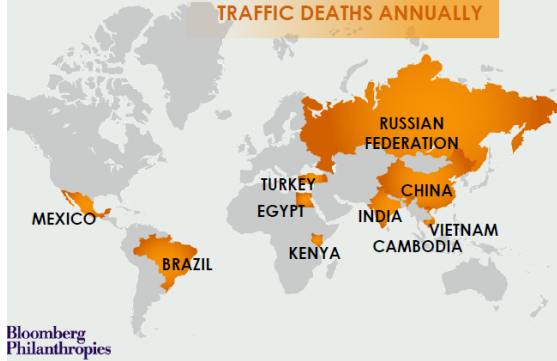 TRAFFIC DEATHS ANNUALLY
RUSSIAN
FEDERATION
TURKEY
CHINA
EGYPT
MEXICO
INDIA
VIETNAM
CAMBODIA
KENYA
BRAZIL
Bloomberg
Philanthropies